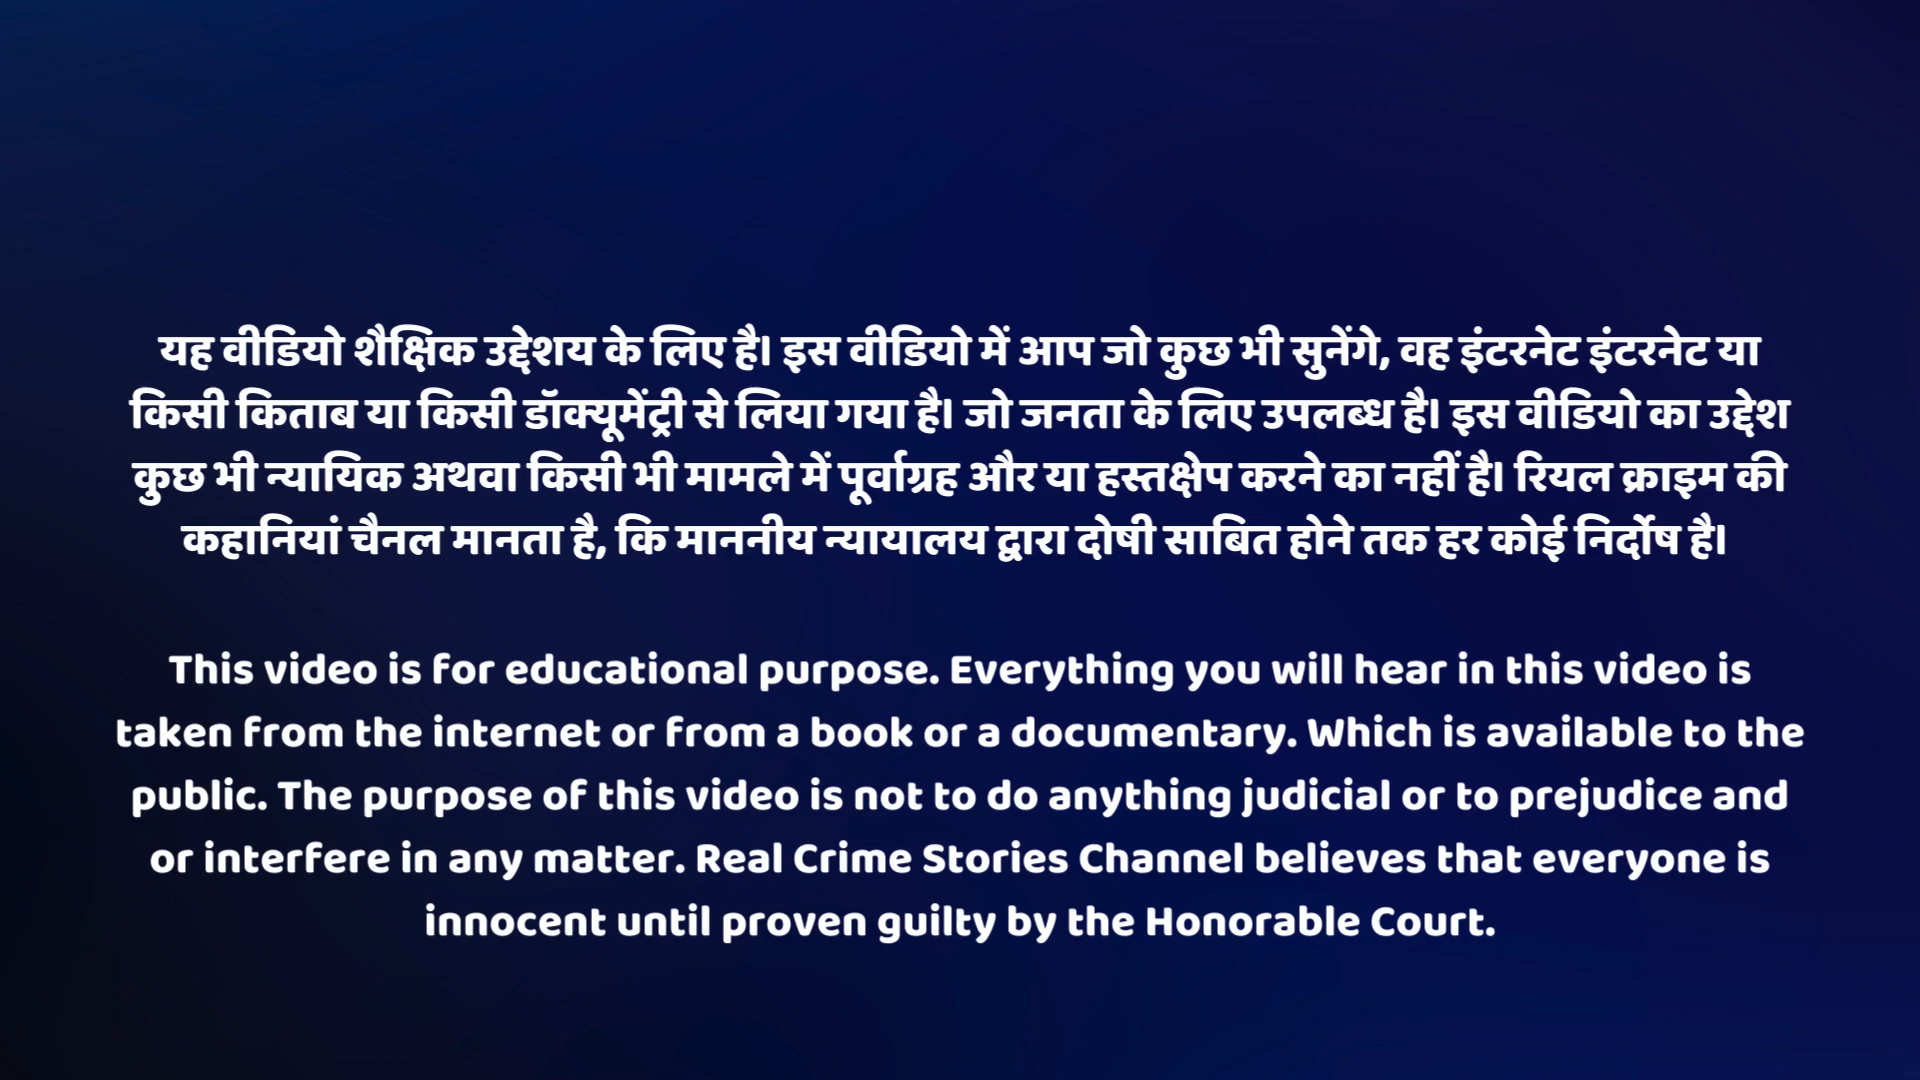 यह वीडियो शैक्षिक उद्देशय के लिए है। इस वीडियो में आप जो कुछ भी सुनेंगे, वह इंटरनेट इंटरनेट या
किसी किताब या किसी डॉक्यूमेंट्री से लिया गया है। जो जनता के लिए उपलब्ध है। इस वीडियो का उद्देश
कुछ भी न्यायिक अथवा किसी भी मामले में पूर्वाग्रह और या हस्तक्षेप करने का नहीं है। रियल क्राइम की
कहानियां चैनल मानता है, कि माननीय न्यायालय द्वारा दोषी साबित होने तक हर कोई निर्दोष है।
This video is for educational purpose. Everything you will hear in this video is
taken from the internet or from a book or a documentary. Which is available to the
public. The purpose of this video is not to do anything judicial or to prejudice and
or interfere in any matter. Real Crime Stories Channel believes that everyone is
innocent until proven guilty by the Honorable Court.